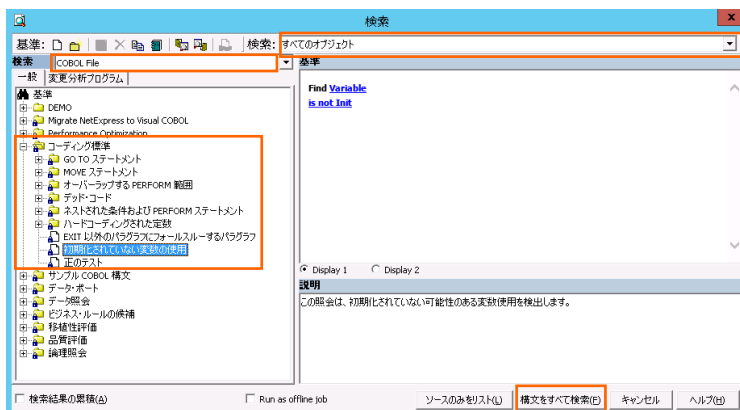 検索
x
基準:
検索:
すべてのオブジェクト
検索
COBOL File
一般
変更分析プログラム
基準
DEMO
Migrate NetExpress to Visual COBOL
Performance Optimization
コーディング標準
GO TO ステートメント
MOVE ステートメント
オーバーラップする PERFORM 範囲
デッド・コード
ネストされた条件および PERFORM ステートメント
ハードコーディングされた定数
EXIT 以外のパラグラフにフォールスルーするパラグラフ
初期化されていない変数の使用
正のテスト
サンプル COBOL 構文
データ・ポート
データ照会
ビジネス・ルールの候補
移植性評価
品質評価
論理照会
基準
Find Variable
is not Init
Display 1
Display 2
説明
この照会は、初期化されていない可能性のある変数使用を検出します。
検索結果の累積(A)
Run as offline job
ソースのみをリスト(L)
構文をすべて検索(F)
キャンセル
ヘルプ(H)